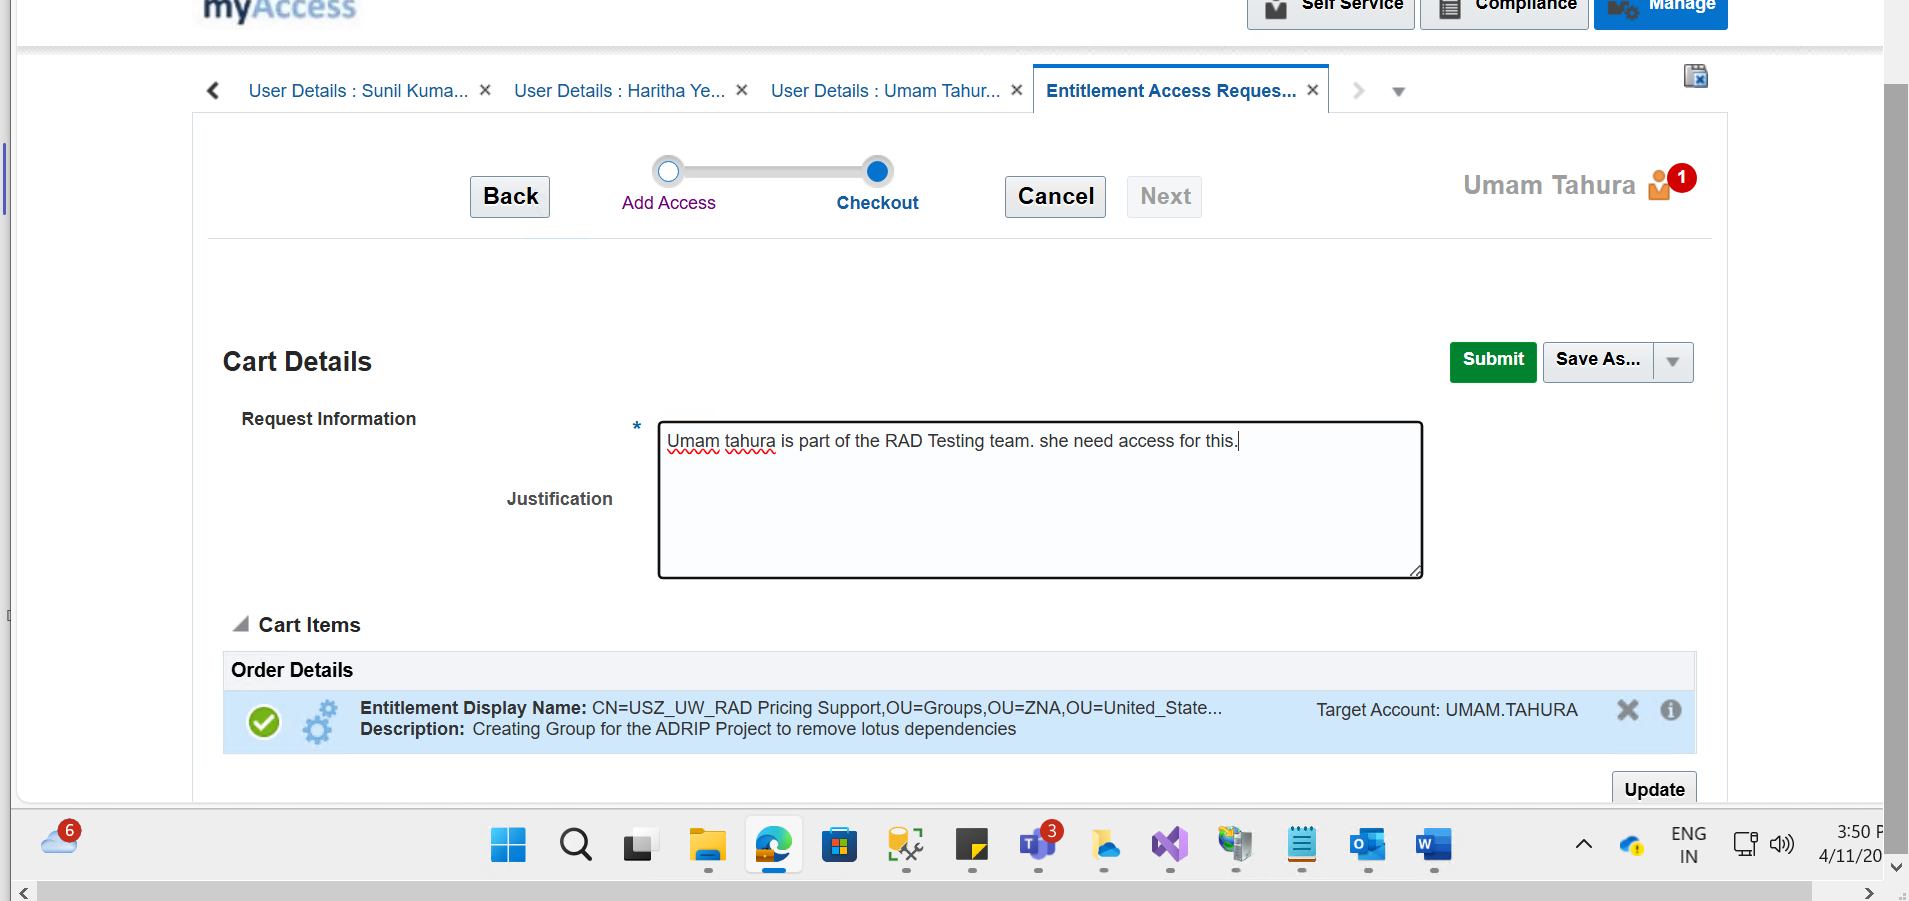 myAccess
Self Service
Compliance
Manage
User Details : Sunil Kuma...
User Details : Haritha Ye...
User Details : Umam Tahur...
Entitlement Access Reques...
Back
Add Access
Checkout
Cancel
Next
Umam Tahura
1
Cart Details
Submit
Save As...
Request Information
*
Umam tahura is part of the RAD Testing team. she need access for this.
Justification
Cart Items
Order Details
Entitlement Display Name: CN=USZ_UW_RAD Pricing Support,OU=Groups,OU=ZNA,OU=United_State...
Target Account: UMAM.TAHURA
Description: Creating Group for the ADRIP Project to remove lotus dependencies
Update
6
3
ENG
IN
3:50 P
4/11/20